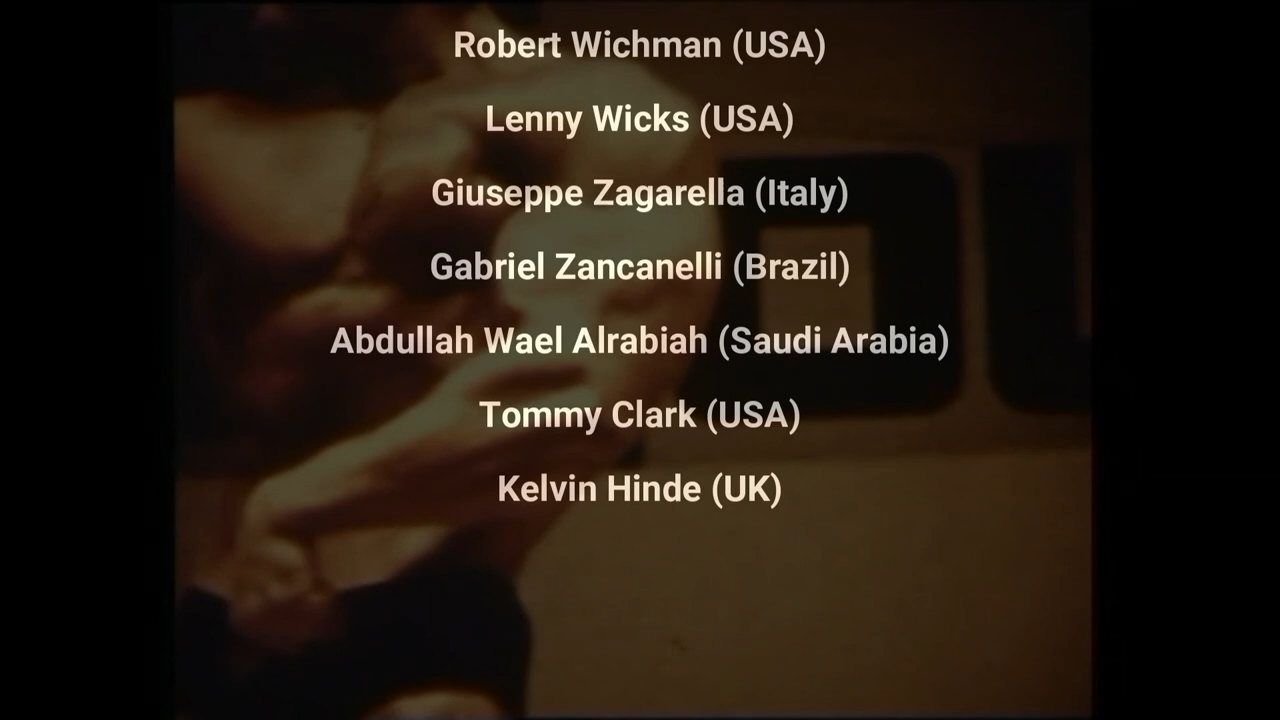 Robert Wichman (USA)
Lenny Wicks (USA)
Giuseppe Zagarella (Italy)
Gabriel Zancanelli (Brazil)
Abdullah Wael Alrabiah (Saudi Arabia)
Tommy Clark (USA)
Kelvin Hinde (UK)